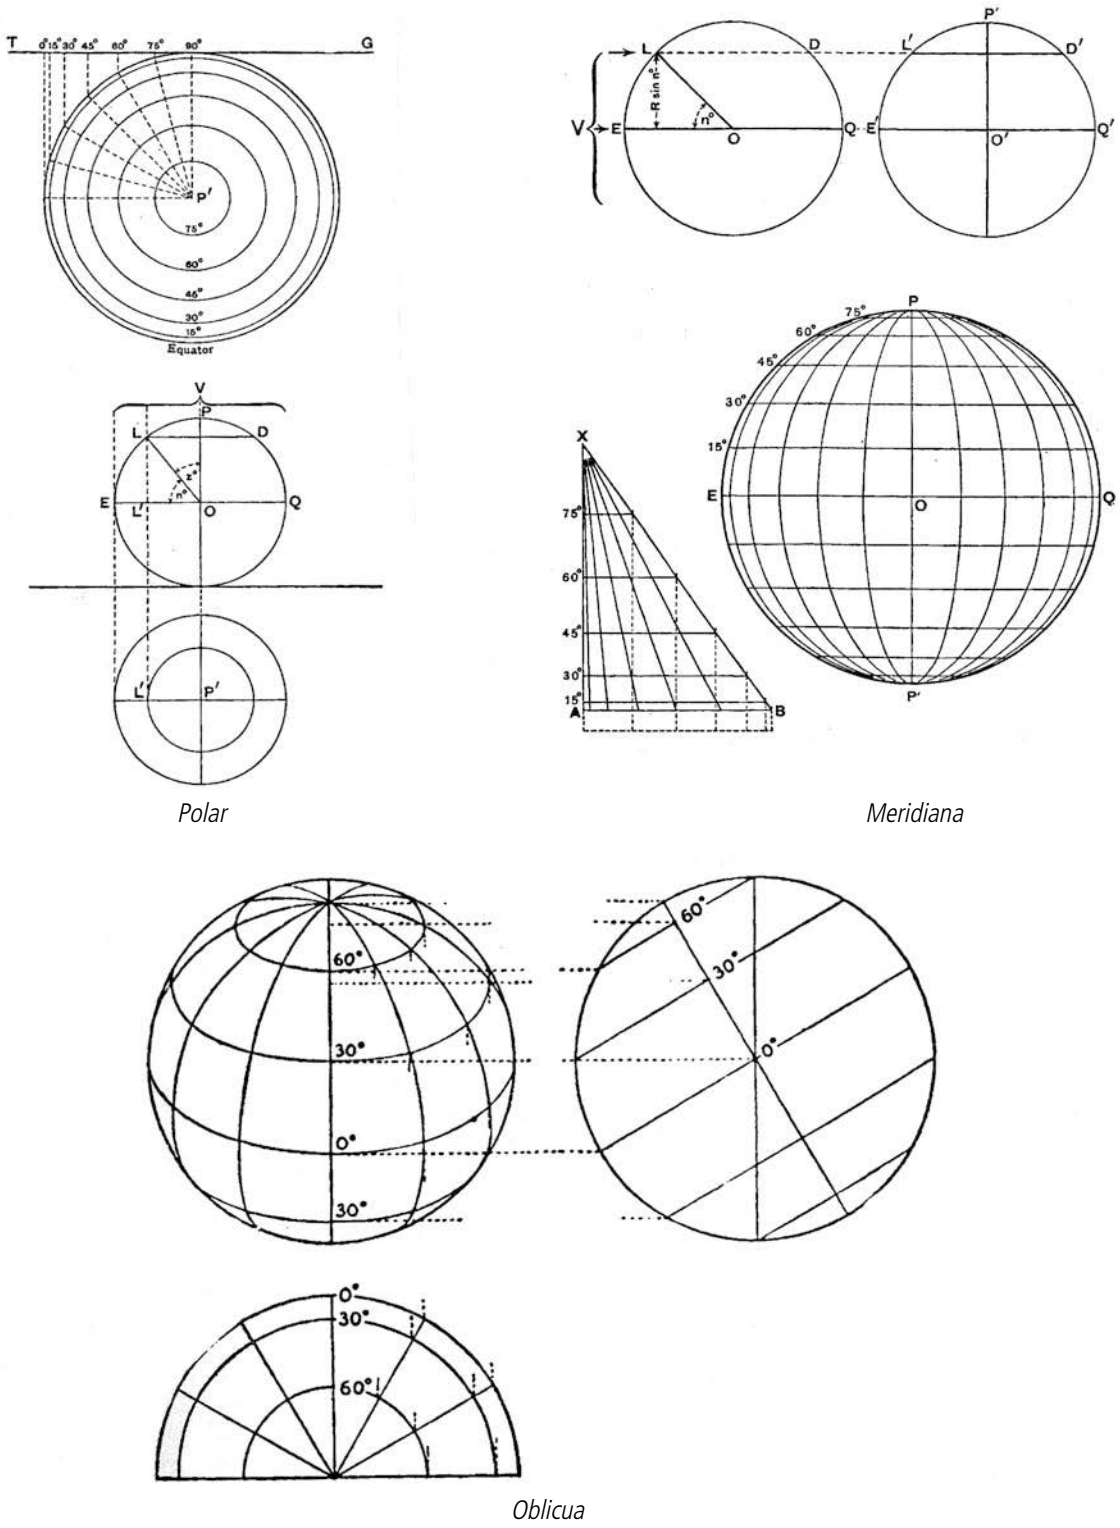 T 0° 15° 30° 45° 60° 75° 90° G
P'
75°
60°
45°
30°
15°
Equator
V
P
L D
z°
n°
E L' O Q
L' P'
Polar
P'
L D L' D'
R sin n°
V n°
E O Q E' O' Q'
P
75°
60°
45°
30°
15°
E O Q
P'
X
75°
60°
45°
30°
15°
A B
Meridiana
60°
30°
0°
30°
60°
30°
0°
0°
30°
60°
Oblicua